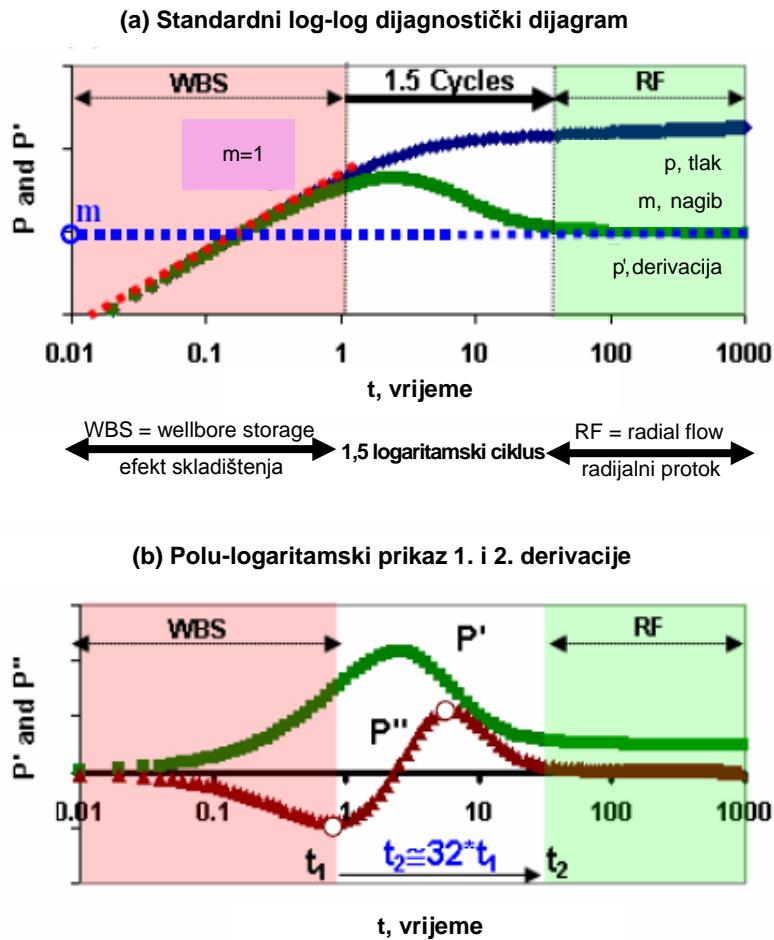 (a) Standardni log-log dijagnostički dijagram
WBS
1.5 Cycles
RF
m=1
p, tlak
m, nagib
p',derivacija
m
P and P'
0.01 0.1 1 10 100 1000
t, vrijeme
WBS = wellbore storage
efekt skladištenja
1,5 logaritamski ciklus
RF = radial flow
radijalni protok
(b) Polu-logaritamski prikaz 1. i 2. derivacije
WBS
P'
RF
P''
P' and P''
0.01 0.1 1 10 100 1000
t₁
t₂≅32*t₁
t₂
t, vrijeme